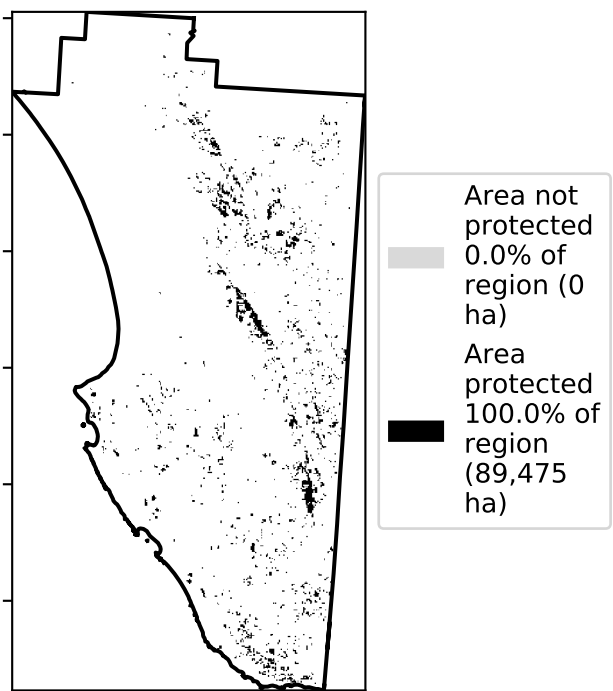 Area not
protected
0.0% of
region (0
ha)
Area
protected
100.0% of
region
(89,475
ha)